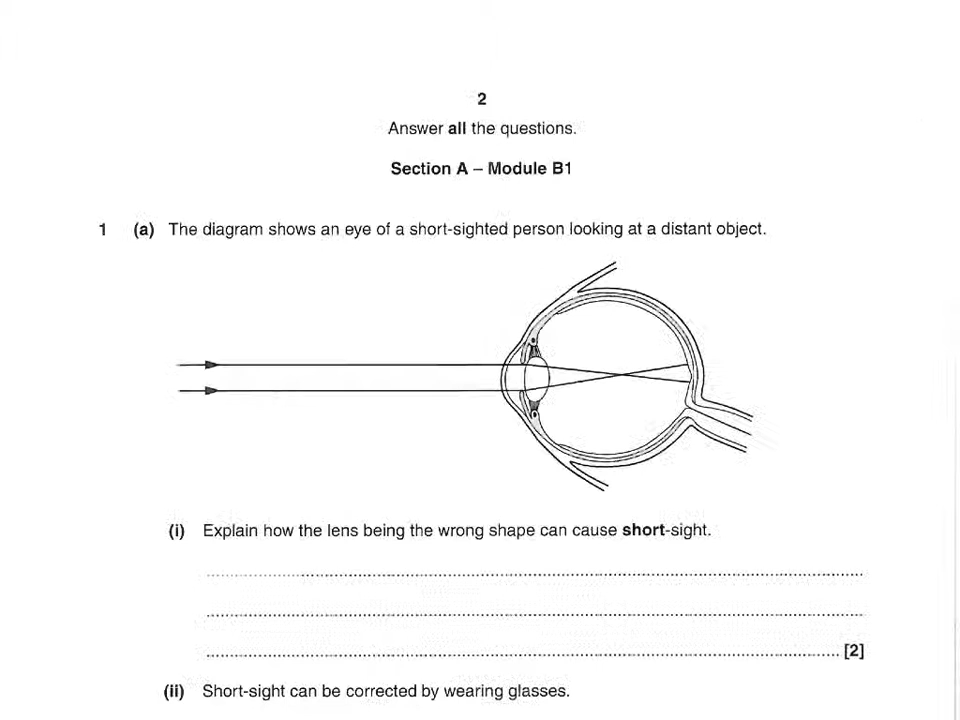 2
Answer all the questions.
Section A – Module B1
1 (a) The diagram shows an eye of a short-sighted person looking at a distant object.
(i) Explain how the lens being the wrong shape can cause short-sight.
[2]
(ii) Short-sight can be corrected by wearing glasses.